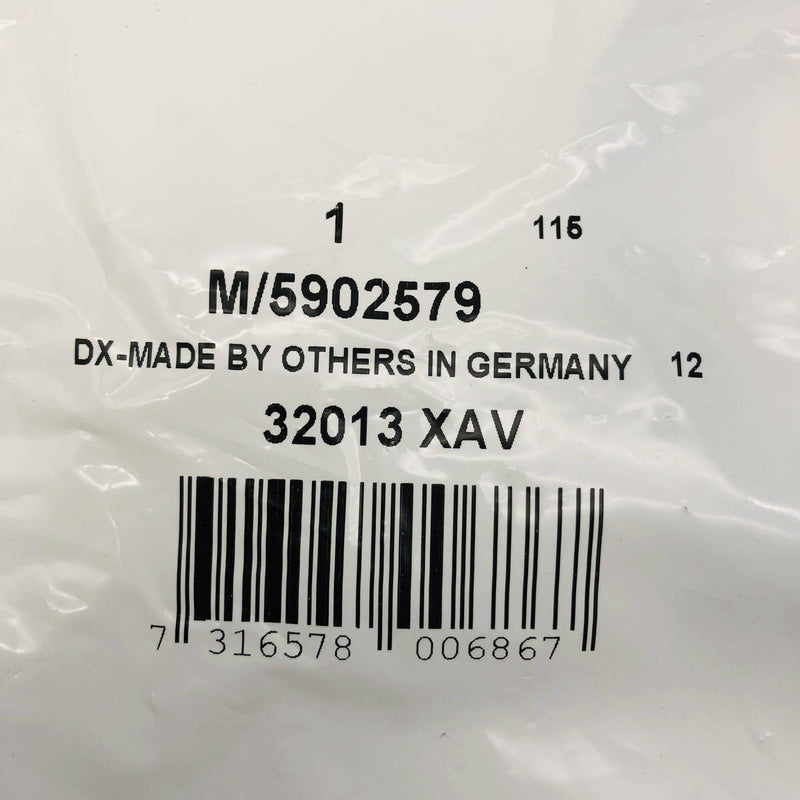 1 115
M/5902579
DX-MADE BY OTHERS IN GERMANY 12
32013 XAV
7 316578 006867